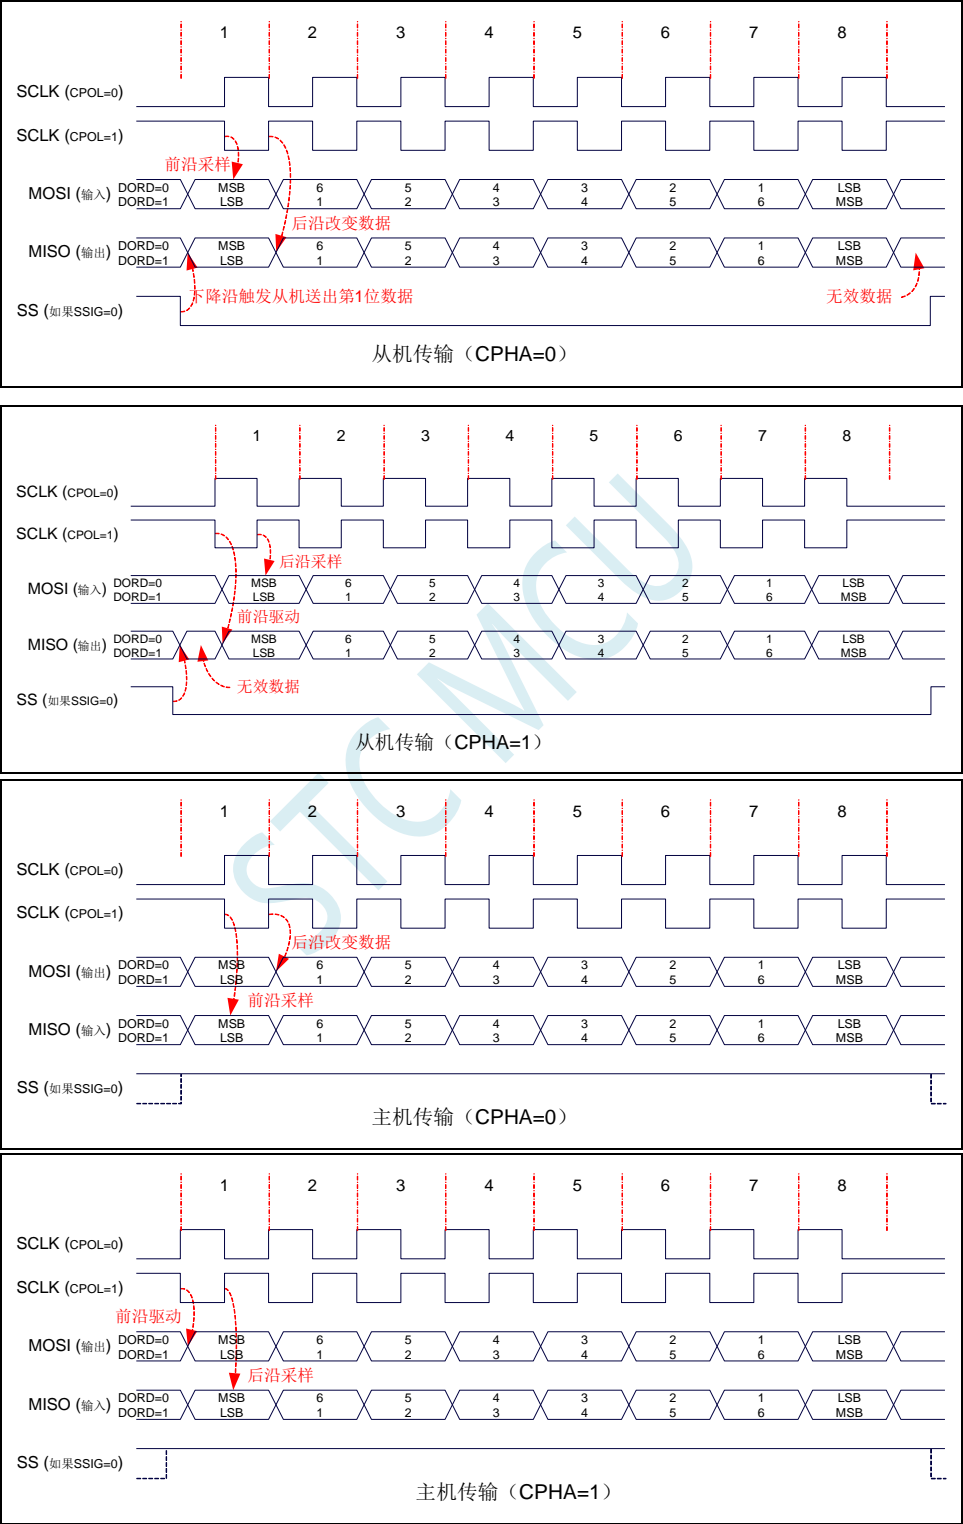 1 2 3 4 5 6 7 8
SCLK (CPOL=0)
SCLK (CPOL=1)
前沿采样
MOSI (输入) DORD=0 MSB 6 5 4 3 2 1 LSB
DORD=1 LSB 1 2 3 4 5 6 MSB
后沿改变数据
MISO (输出) DORD=0 MSB 6 5 4 3 2 1 LSB
DORD=1 LSB 1 2 3 4 5 6 MSB
下降沿触发从机送出第1位数据 无效数据
SS (如果SSIG=0)
从机传输（CPHA=0）
1 2 3 4 5 6 7 8
SCLK (CPOL=0)
SCLK (CPOL=1)
后沿采样
MOSI (输入) DORD=0 MSB 6 5 4 3 2 1 LSB
DORD=1 LSB 1 2 3 4 5 6 MSB
前沿驱动
MISO (输出) DORD=0 MSB 6 5 4 3 2 1 LSB
DORD=1 LSB 1 2 3 4 5 6 MSB
无效数据
SS (如果SSIG=0)
从机传输（CPHA=1）
STC MCU
1 2 3 4 5 6 7 8
SCLK (CPOL=0)
SCLK (CPOL=1)
后沿改变数据
MOSI (输出) DORD=0 MSB 6 5 4 3 2 1 LSB
DORD=1 LSB 1 2 3 4 5 6 MSB
前沿采样
MISO (输入) DORD=0 MSB 6 5 4 3 2 1 LSB
DORD=1 LSB 1 2 3 4 5 6 MSB
SS (如果SSIG=0)
主机传输（CPHA=0）
1 2 3 4 5 6 7 8
SCLK (CPOL=0)
SCLK (CPOL=1)
前沿驱动
MOSI (输出) DORD=0 MSB 6 5 4 3 2 1 LSB
DORD=1 LSB 1 2 3 4 5 6 MSB
后沿采样
MISO (输入) DORD=0 MSB 6 5 4 3 2 1 LSB
DORD=1 LSB 1 2 3 4 5 6 MSB
SS (如果SSIG=0)
主机传输（CPHA=1）